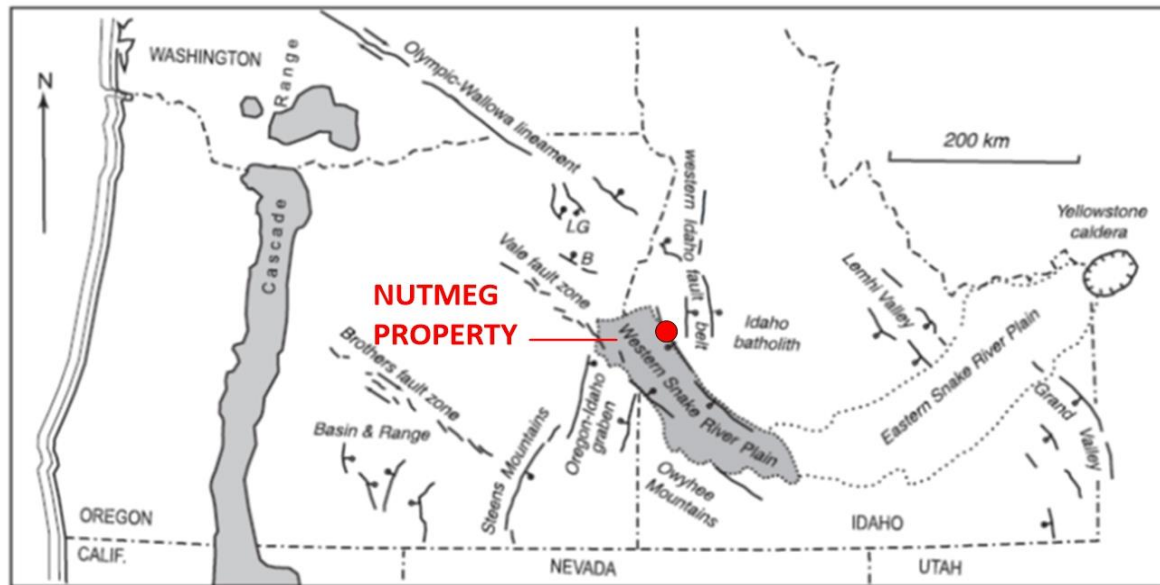 WASHINGTON
N
Range
Cascade
Olympic-Wallowa lineament
200 km
western Idaho fault belt
LG
B
Vale fault zone
Yellowstone
caldera
Lemhi Valley
NUTMEG
PROPERTY
Idaho
batholith
Western Snake River Plain
Eastern Snake River Plain
Brothers fault zone
Grand Valley
Basin & Range
Steens Mountains
Oregon-Idaho
graben
Owyhee
Mountains
OREGON
CALIF.
NEVADA
IDAHO
UTAH